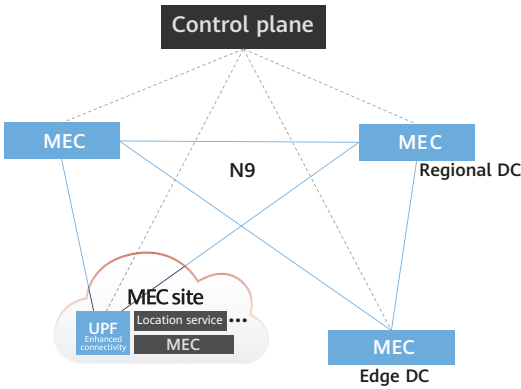 Control plane
MEC
MEC
Regional DC
N9
MEC site
UPF
Enhanced
connectivity
Location service
•••
MEC
MEC
Edge DC